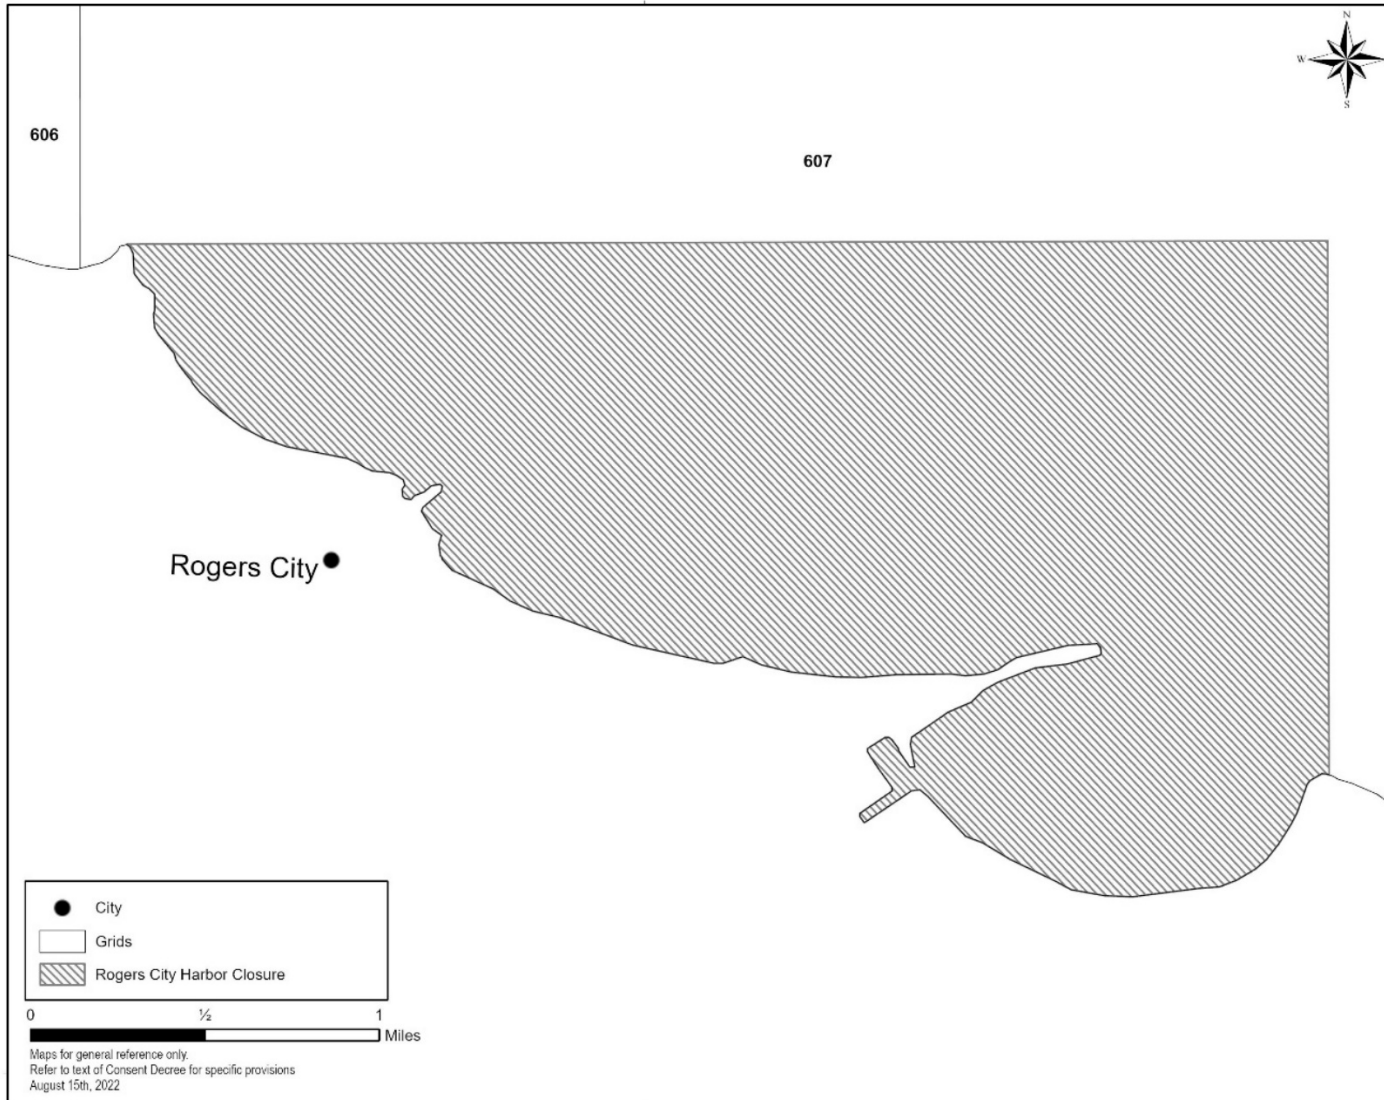 N
W
S
606
607
Rogers City
City
Grids
Rogers City Harbor Closure
0 ½ 1
Miles
Maps for general reference only.
Refer to text of Consent Decree for specific provisions
August 15th, 2022